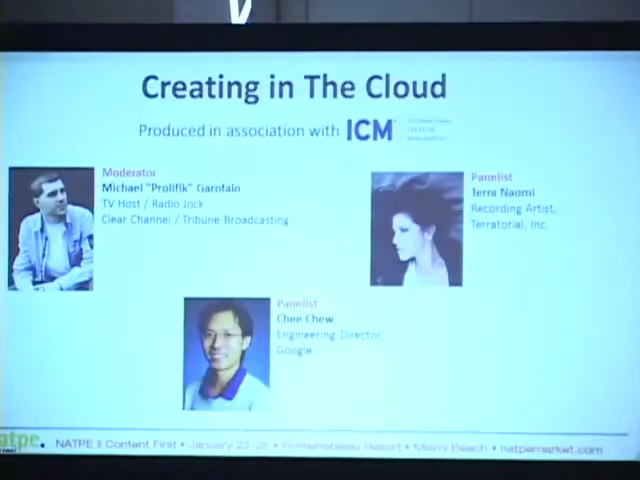 Creating in The Cloud
Produced in association with ICM
Moderator
Michael "Prolifik" Garofalo
TV Host / Radio Jock
Clear Channel / Tribune Broadcasting
Panelist
Terra Naomi
Recording Artist,
Terratorial, Inc.
Panelist
Chee Chew
Engineering Director,
Google
natpe.
NATPE Content First • January • Fontainebleau Resort • Miami Beach • natpemarket.com